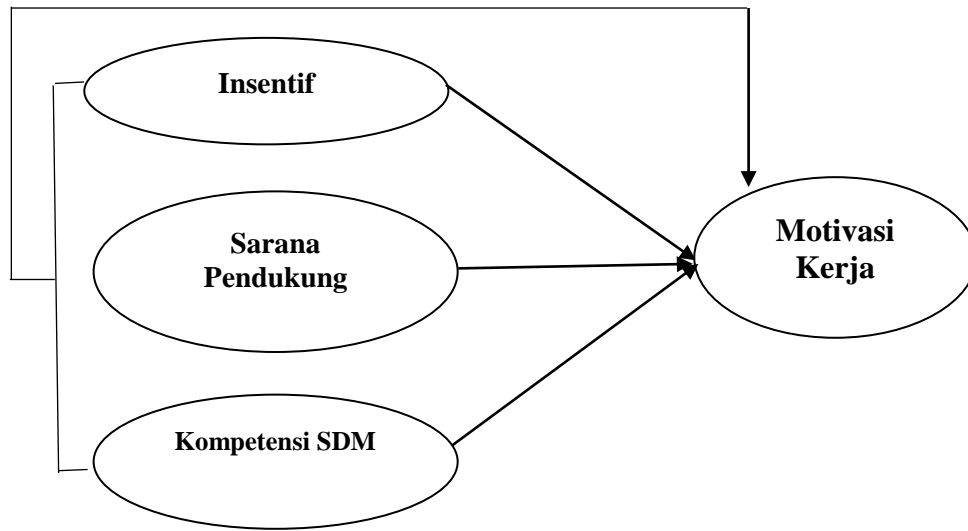 Insentif
Sarana
Pendukung
Kompetensi SDM
Motivasi
Kerja